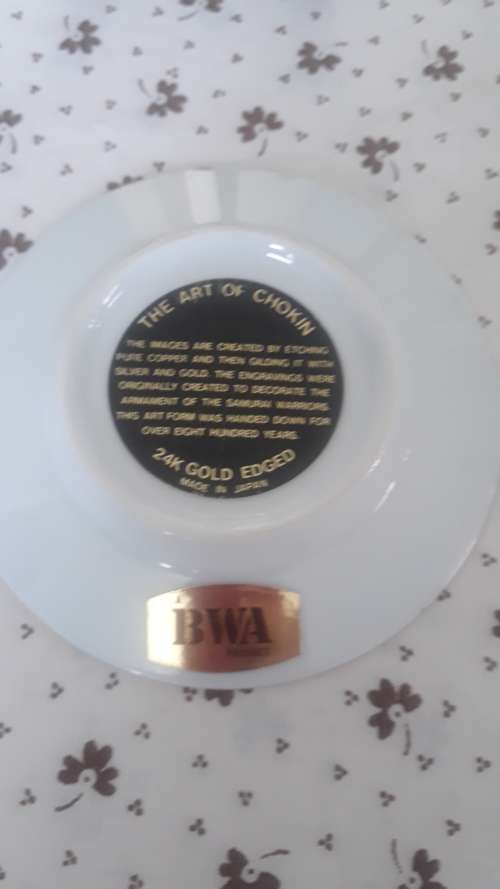 THE ART OF CHOKIN
THE IMAGES ARE CREATED BY ETCHING
PURE COPPER AND THEN GILDING IT WITH
SILVER AND GOLD. THE ENGRAVINGS WERE
ORIGINALLY CREATED TO DECORATE THE
ARMAMENT OF THE SAMURAI WARRIORS.
THIS ART FORM WAS HANDED DOWN FOR
OVER EIGHT HUNDRED YEARS.
24K GOLD EDGED
MADE IN JAPAN
BWA